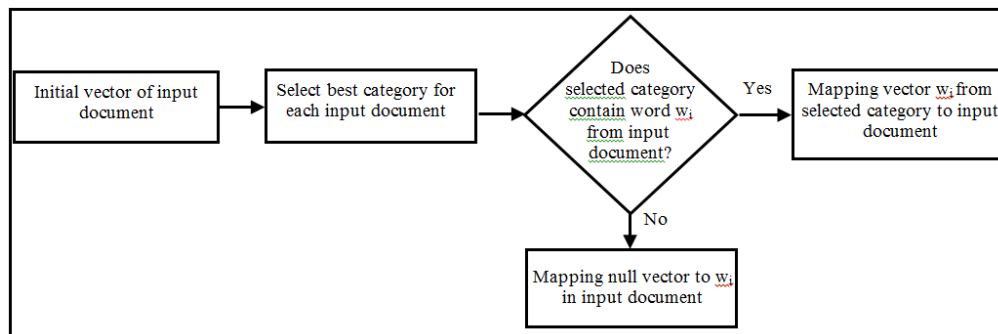 Initial vector of input
document
Select best category for
each input document
Does
selected category
contain word wi
from input
document?
Yes
Mapping vector wi from
selected category to input
document
No
Mapping null vector to wi
in input document